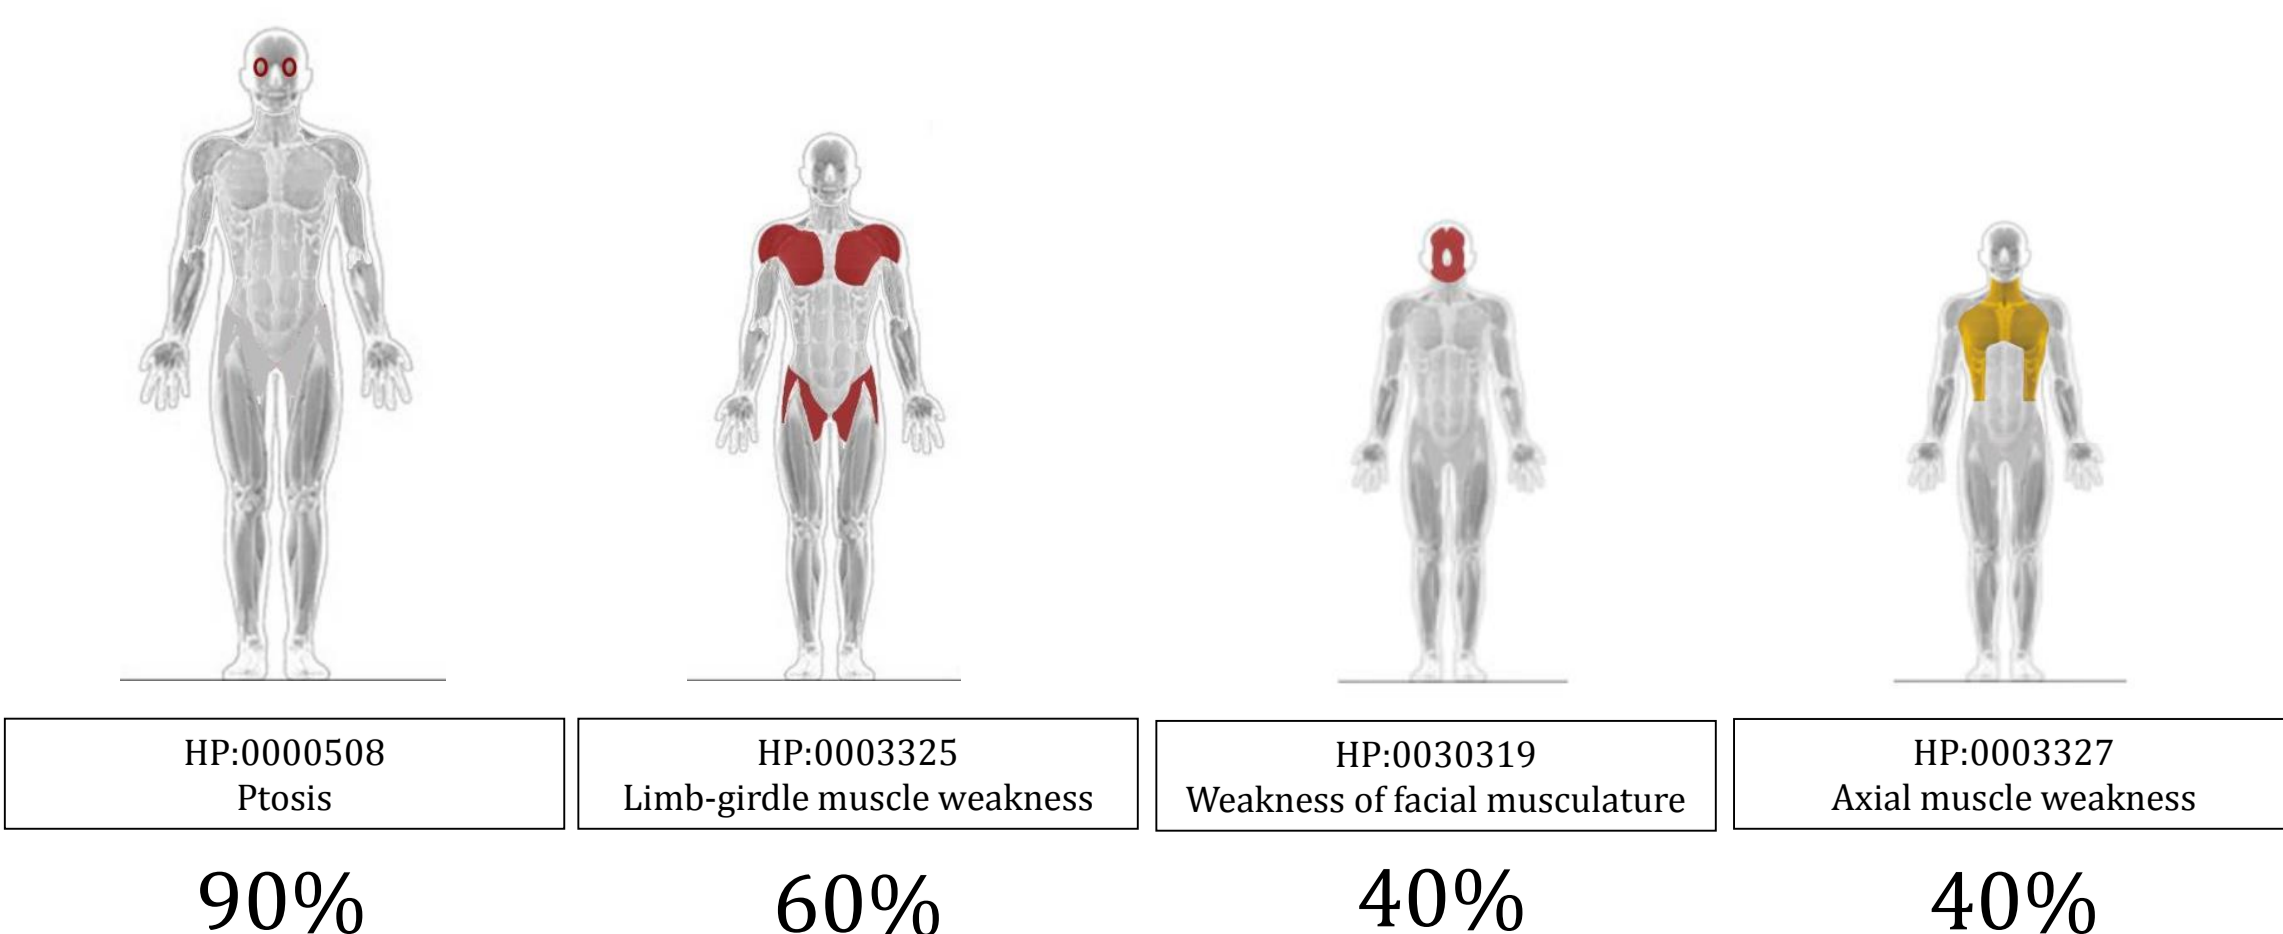 HP:0000508
Ptosis
90%
HP:0003325
Limb-girdle muscle weakness
60%
HP:0030319
Weakness of facial musculature
40%
HP:0003327
Axial muscle weakness
40%